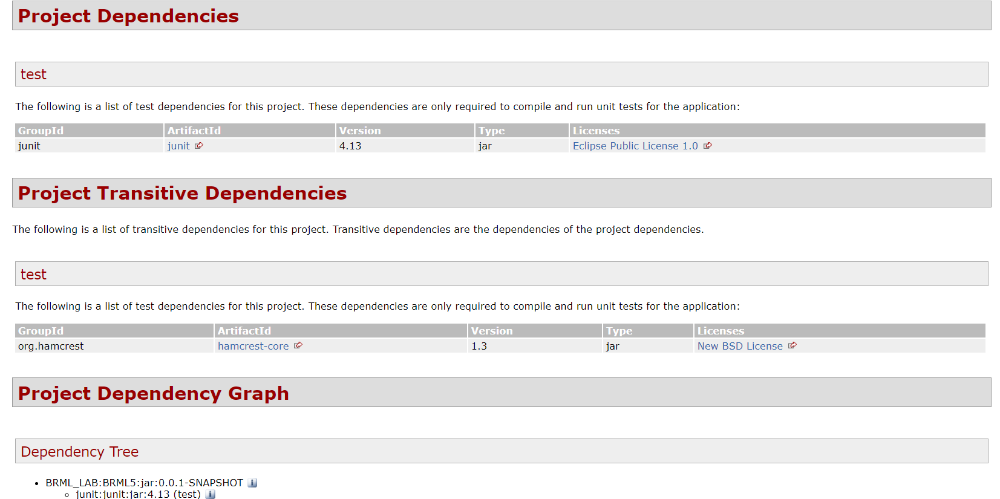 Project Dependencies
test
The following is a list of test dependencies for this project. These dependencies are only required to compile and run unit tests for the application:
GroupId ArtifactId Version Type Licenses
junit junit 4.13 jar Eclipse Public License 1.0
Project Transitive Dependencies
The following is a list of transitive dependencies for this project. Transitive dependencies are the dependencies of the project dependencies.
test
The following is a list of test dependencies for this project. These dependencies are only required to compile and run unit tests for the application:
GroupId ArtifactId Version Type Licenses
org.hamcrest hamcrest-core 1.3 jar New BSD License
Project Dependency Graph
Dependency Tree
BRML_LAB:BRML5:jar:0.0.1-SNAPSHOT
junit:junit:jar:4.13 (test)